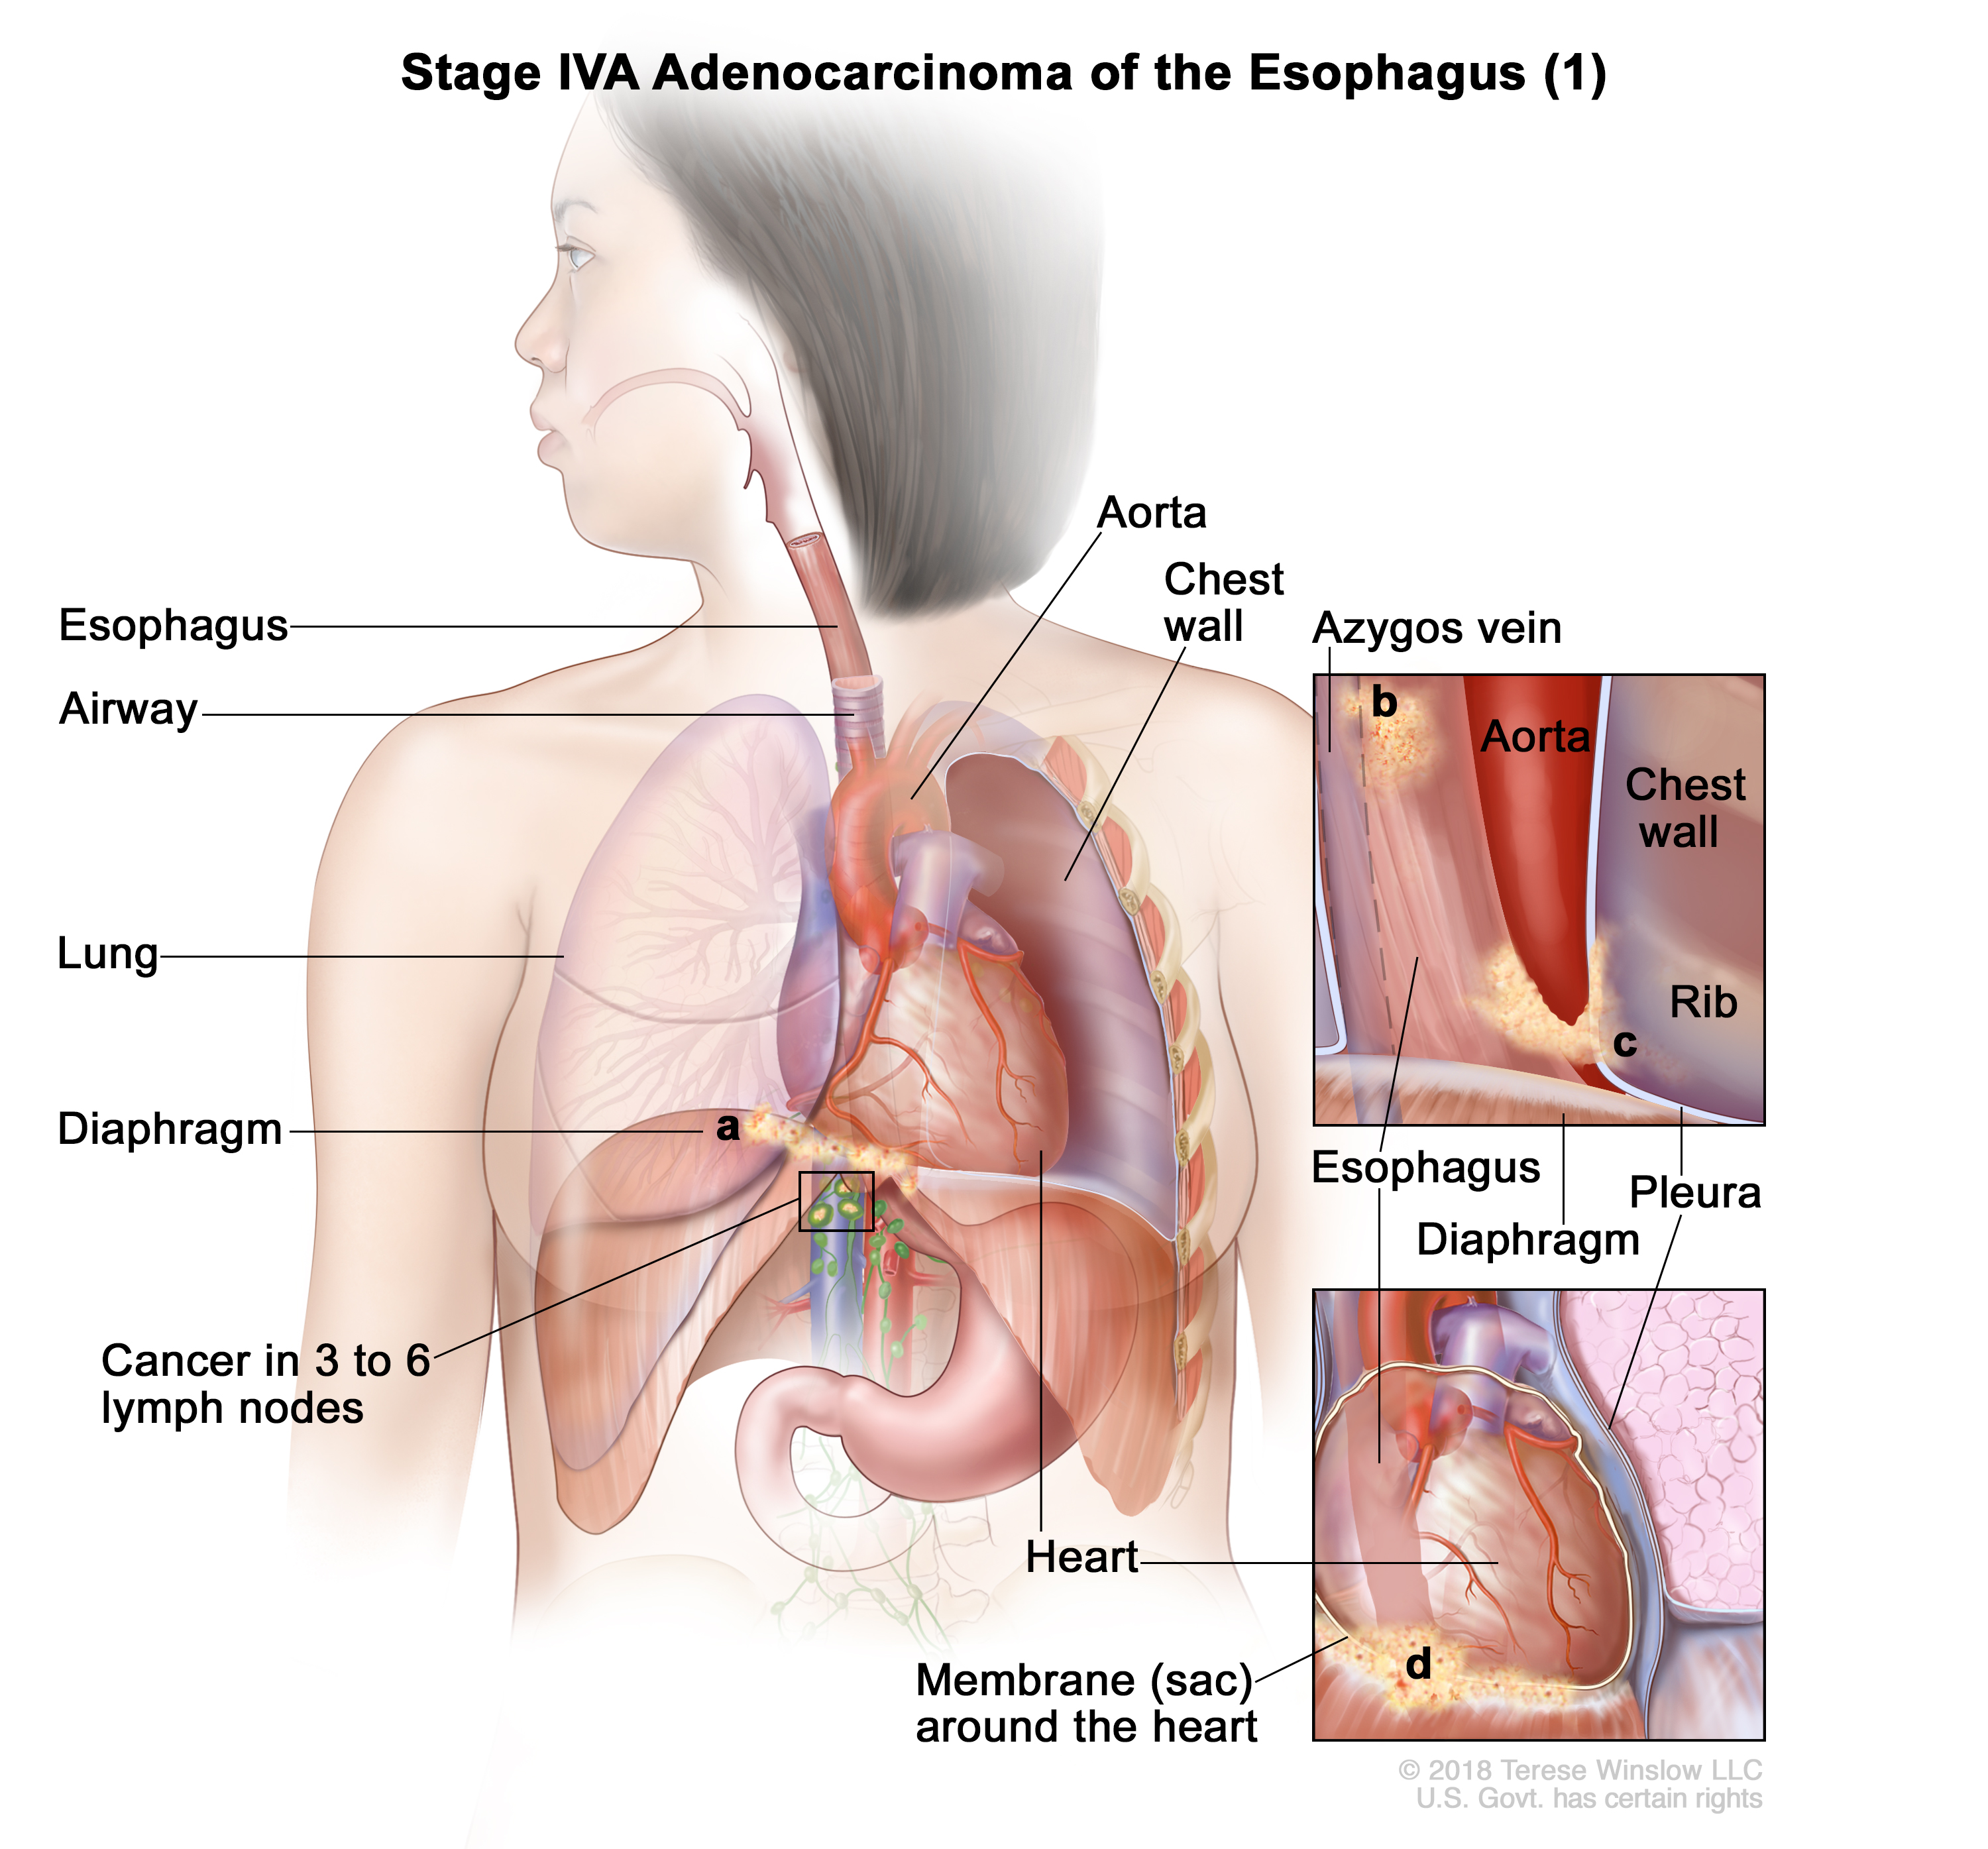 Stage IVA Adenocarcinoma of the Esophagus (1)
Aorta
Chest
wall
Esophagus
Airway
Lung
Diaphragm
a
Cancer in 3 to 6
lymph nodes
Heart
Membrane (sac)
around the heart
Azygos vein
b
Aorta
Chest
wall
Rib
c
Esophagus
Pleura
Diaphragm
d
© 2018 Terese Winslow LLC
U.S. Govt. has certain rights